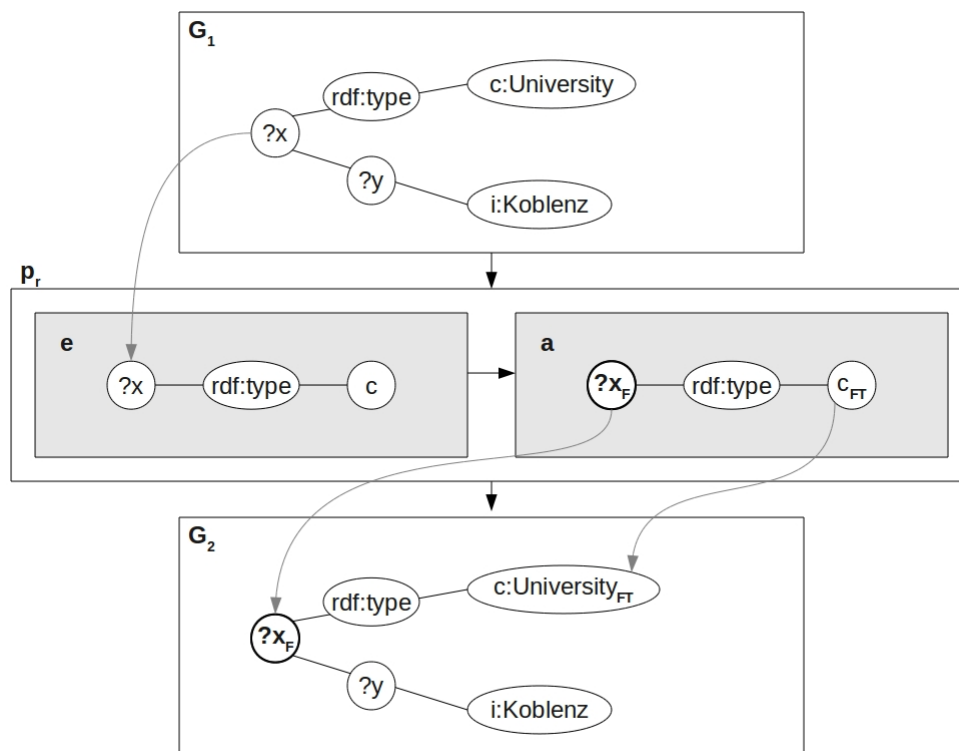 G1
rdf:type
c:University
?x
?y
i:Koblenz
pr
e
?x
rdf:type
c
a
?xF
rdf:type
cFT
G2
rdf:type
c:UniversityFT
?xF
?y
i:Koblenz